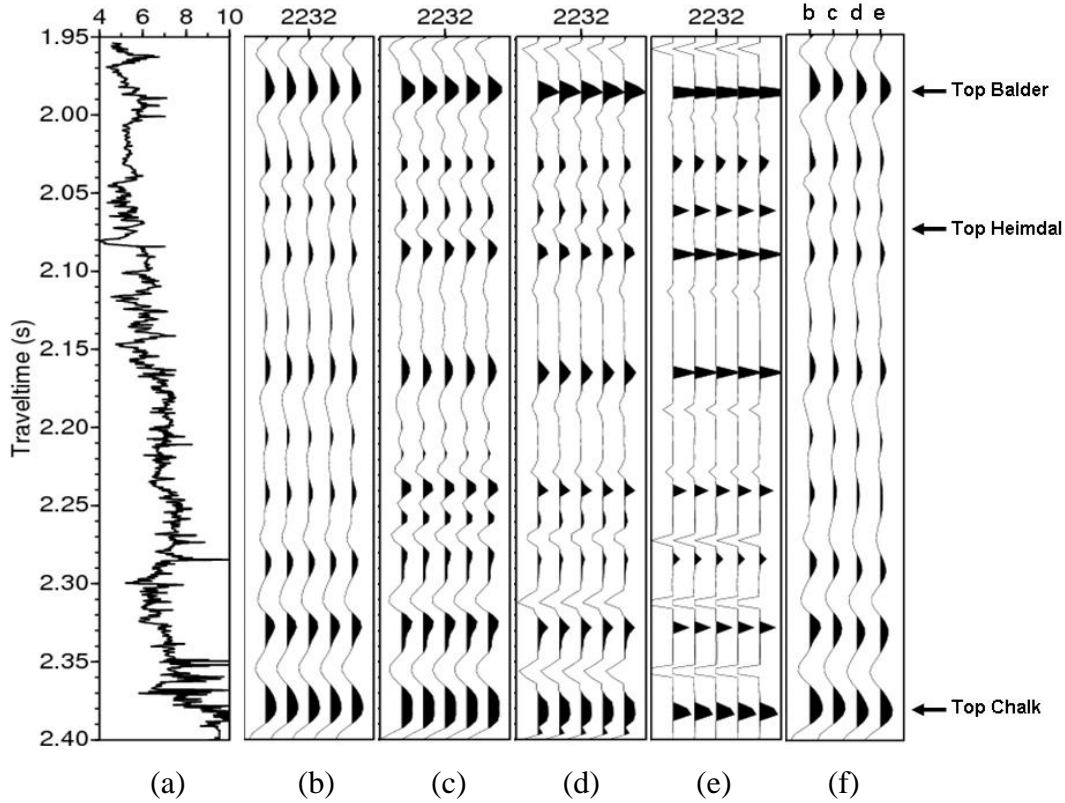 4 6 8 10
2232
2232
2232
2232
b c d e
1.95
2.00
2.05
2.10
2.15
2.20
2.25
2.30
2.35
2.40
Traveltime (s)
Top Balder
Top Heimdal
Top Chalk
(a) (b) (c) (d) (e) (f)